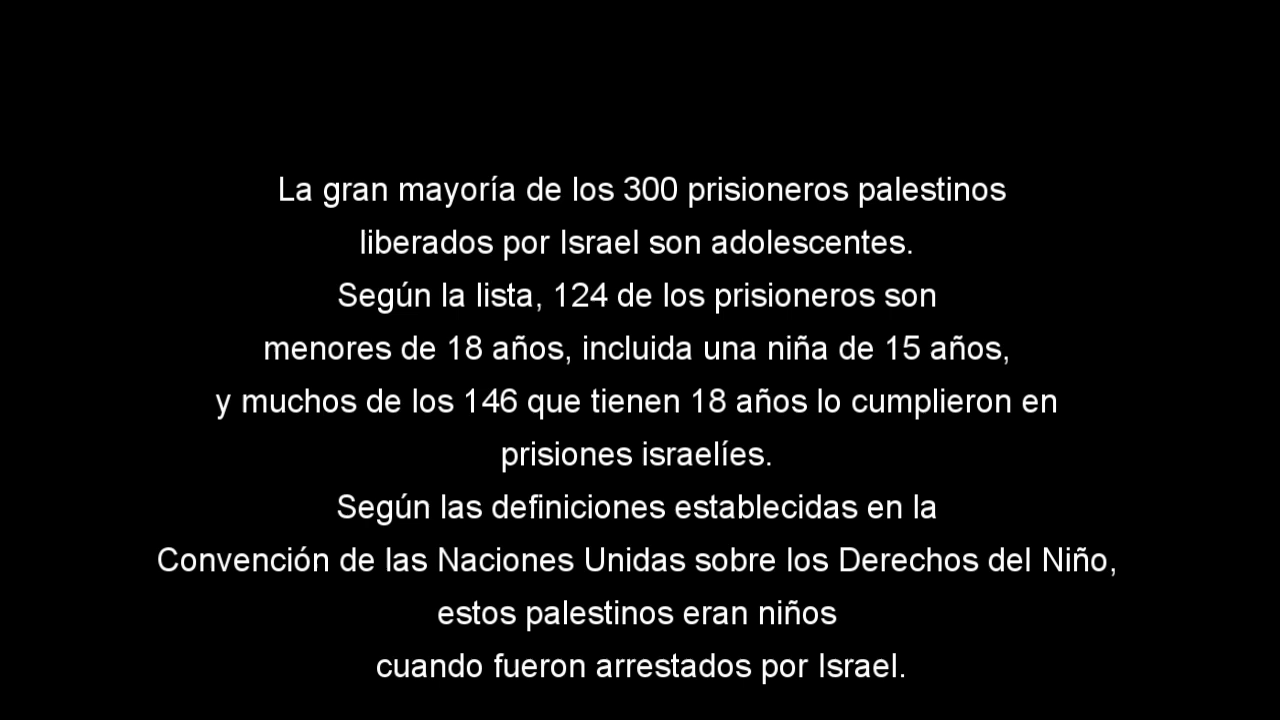 La gran mayoría de los 300 prisioneros palestinos
liberados por Israel son adolescentes.
Según la lista, 124 de los prisioneros son
menores de 18 años, incluida una niña de 15 años,
y muchos de los 146 que tienen 18 años lo cumplieron en
prisiones israelíes.
Según las definiciones establecidas en la
Convención de las Naciones Unidas sobre los Derechos del Niño,
estos palestinos eran niños
cuando fueron arrestados por Israel.